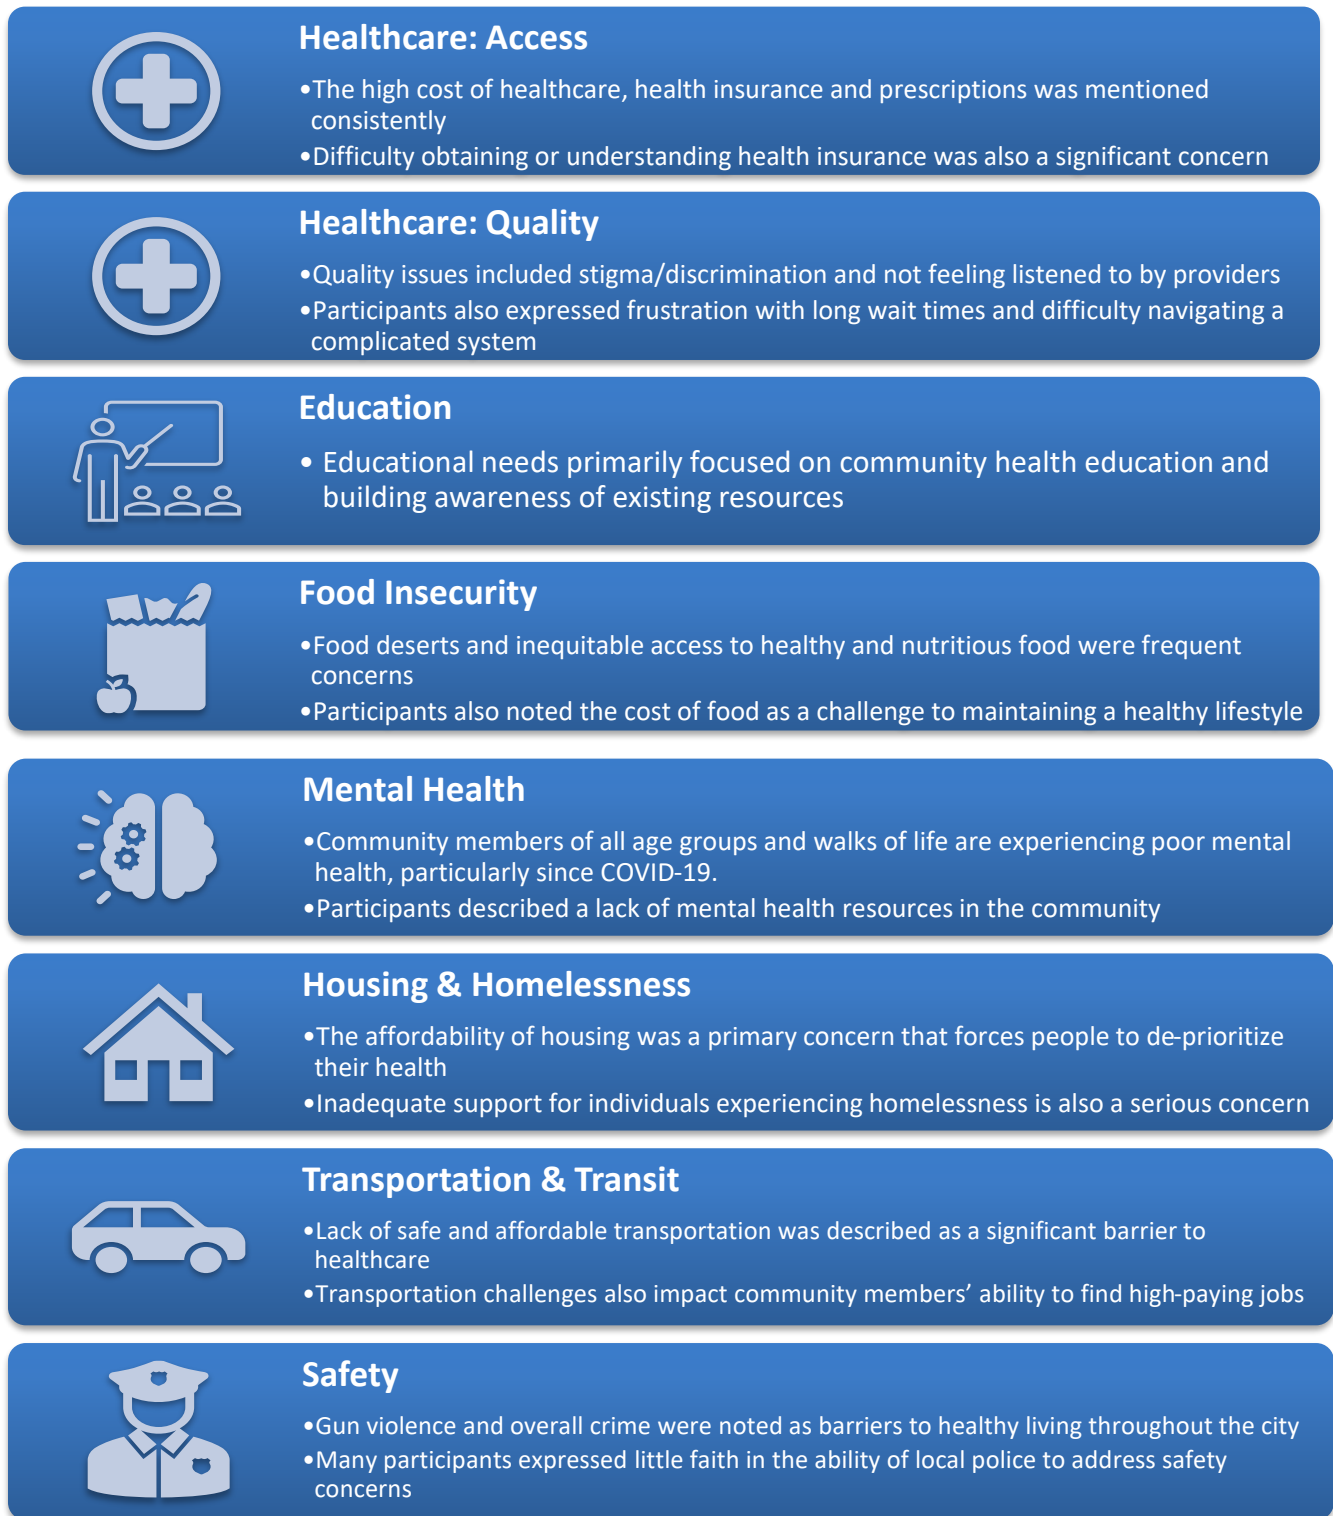 Healthcare: Access
•The high cost of healthcare, health insurance and prescriptions was mentioned
consistently
•Difficulty obtaining or understanding health insurance was also a significant concern
Healthcare: Quality
•Quality issues included stigma/discrimination and not feeling listened to by providers
•Participants also expressed frustration with long wait times and difficulty navigating a
complicated system
Education
• Educational needs primarily focused on community health education and
building awareness of existing resources
Food Insecurity
•Food deserts and inequitable access to healthy and nutritious food were frequent
concerns
•Participants also noted the cost of food as a challenge to maintaining a healthy lifestyle
Mental Health
•Community members of all age groups and walks of life are experiencing poor mental
health, particularly since COVID-19.
•Participants described a lack of mental health resources in the community
Housing & Homelessness
•The affordability of housing was a primary concern that forces people to de-prioritize
their health
•Inadequate support for individuals experiencing homelessness is also a serious concern
Transportation & Transit
•Lack of safe and affordable transportation was described as a significant barrier to
healthcare
•Transportation challenges also impact community members’ ability to find high-paying jobs
Safety
•Gun violence and overall crime were noted as barriers to healthy living throughout the city
•Many participants expressed little faith in the ability of local police to address safety
concerns